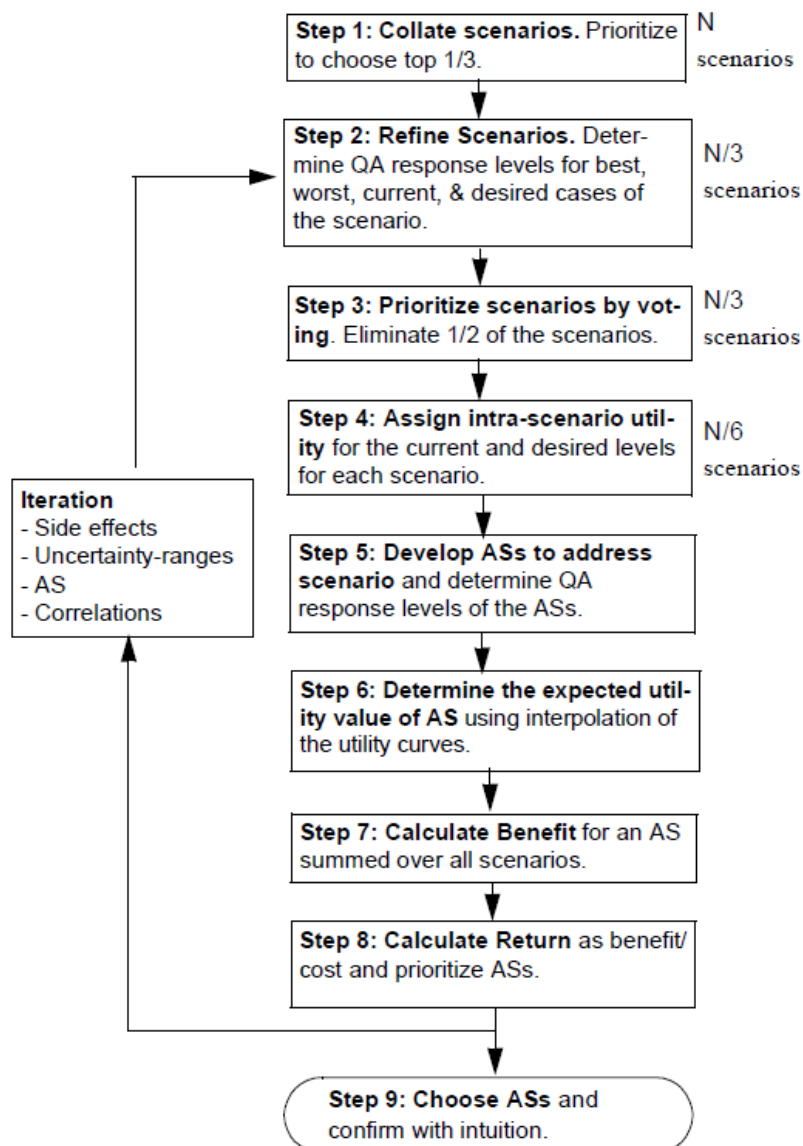 Step 1: Collate scenarios. Prioritize
to choose top 1/3.
N
scenarios
Step 2: Refine Scenarios. Deter-
mine QA response levels for best,
worst, current, & desired cases of
the scenario.
N/3
scenarios
Step 3: Prioritize scenarios by vot-
ing. Eliminate 1/2 of the scenarios.
N/3
scenarios
Step 4: Assign intra-scenario util-
ity for the current and desired levels
for each scenario.
N/6
scenarios
Iteration
- Side effects
- Uncertainty-ranges
- AS
- Correlations
Step 5: Develop ASs to address
scenario and determine QA
response levels of the ASs.
Step 6: Determine the expected util-
ity value of AS using interpolation of
the utility curves.
Step 7: Calculate Benefit for an AS
summed over all scenarios.
Step 8: Calculate Return as benefit/
cost and prioritize ASs.
Step 9: Choose ASs and
confirm with intuition.